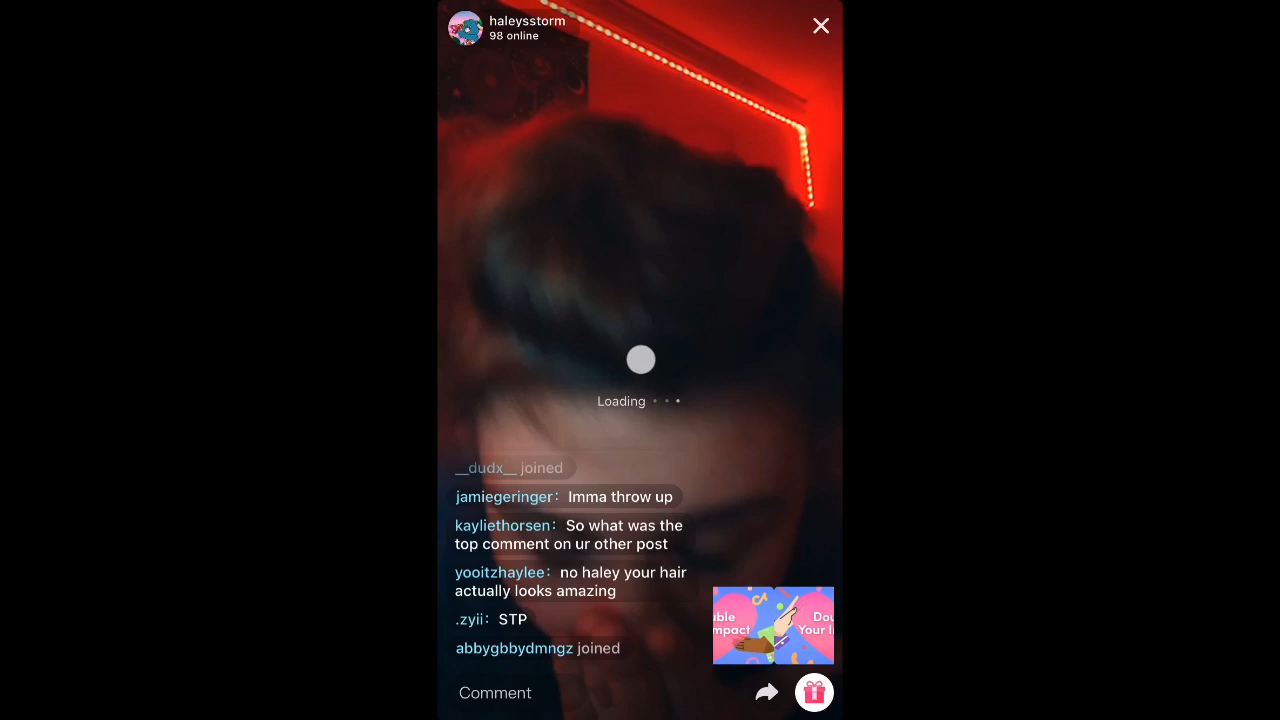 haleysstorm
98 online
Loading
__dudx__ joined
jamiegeringer: Imma throw up
kayliethorsen: So what was the
top comment on ur other post
yooitzhaylee: no haley your hair
actually looks amazing
.zyii: STP
abbygbbydmngz joined
Comment